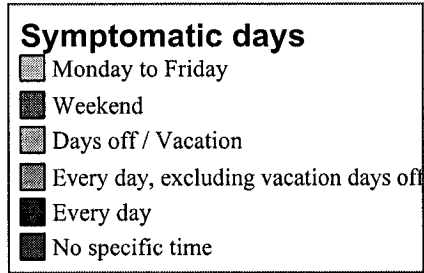 Symptomatic days
Monday to Friday
Weekend
Days off / Vacation
Every day, excluding vacation days off
Every day
No specific time